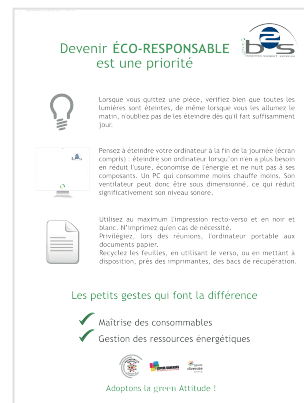 Devenir ÉCO-RESPONSABLE
est une priorité
b2s
Lorsque vous quittez une pièce, vérifiez bien que toutes les
lumières sont éteintes, de même lorsque vous les allumez le
matin, n'oubliez pas de les éteindre dès qu'il fait suffisamment
jour.
Pensez à éteindre votre ordinateur à la fin de la journée (écran
compris) : éteindre son ordinateur lorsqu'on n'en a plus besoin
en réduit l'usure, économise de l'énergie et ne nuit pas à ses
composants. Un PC qui consomme moins chauffe moins. Son
ventilateur peut donc être sous dimensionné, ce qui réduit
significativement son niveau sonore.
Utilisez au maximum l'impression recto-verso et en noir et
blanc. N'imprimez qu'en cas de nécessité.
Privilégiez, lors des réunions, l'ordinateur portable aux
documents papier.
Recyclez les feuilles, en utilisant le verso, ou en mettant à
disposition, près des imprimantes, des bacs de récupération.
Les petits gestes qui font la différence
Maîtrise des consommables
Gestion des ressources énergétiques
diversité
Adoptons la green Attitude !